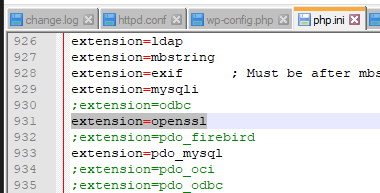 change.log httpd.conf wp-config.php php.ini
926 extension=ldap
927 extension=mbstring
928 extension=exif ; Must be after mbs
929 extension=mysqli
930 ;extension=odbc
931 extension=openssl
932 ;extension=pdo_firebird
933 extension=pdo_mysql
934 ;extension=pdo_oci
935 ;extension=pdo_odbc